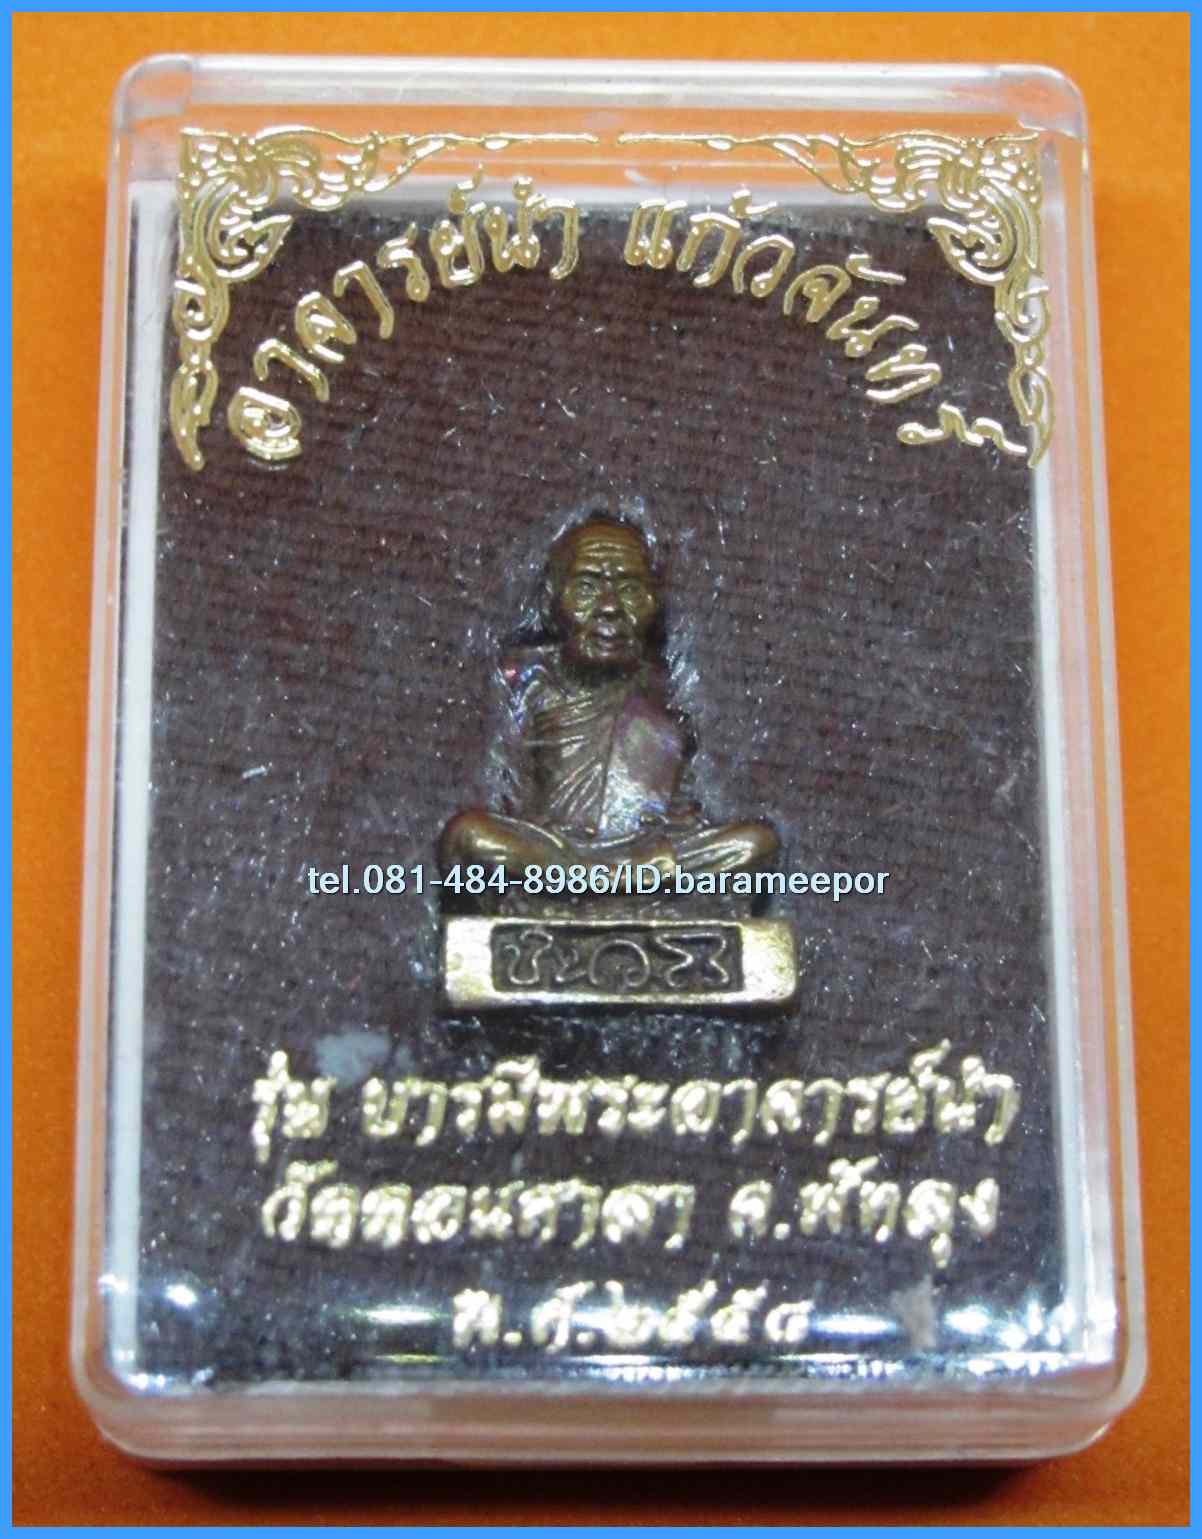 อาจารย์นำ แก้วจันทร์
tel.081-484-8986/ID:barameepor
รุ่น บารมีพระอาจารย์นำ
วัดดอนศาลา จ.พัทลุง
พ.ศ.๒๕๕๘